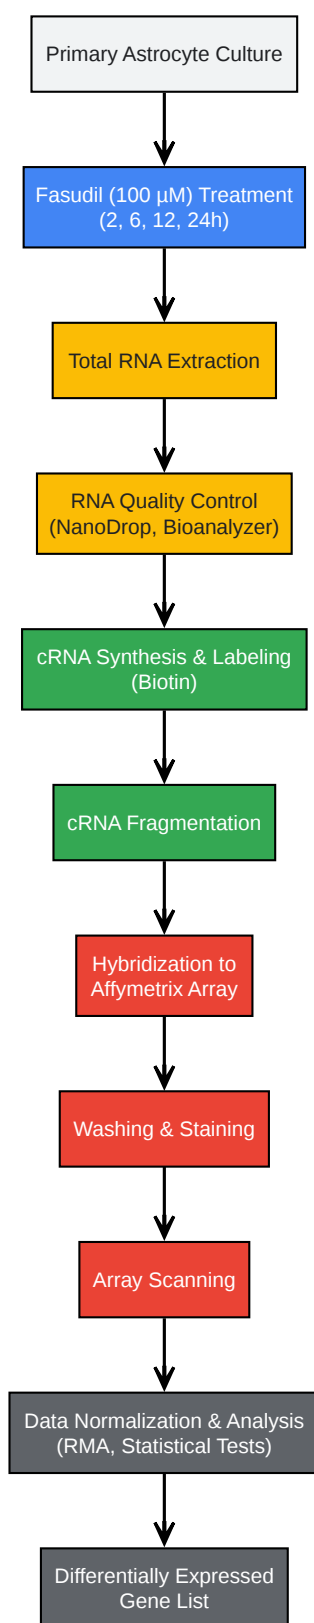 Primary Astrocyte Culture
Fasudil (100 µM) Treatment
(2, 6, 12, 24h)
Total RNA Extraction
RNA Quality Control
(NanoDrop, Bioanalyzer)
cRNA Synthesis & Labeling
(Biotin)
cRNA Fragmentation
Hybridization to
Affymetrix Array
Washing & Staining
Array Scanning
Data Normalization & Analysis
(RMA, Statistical Tests)
Differentially Expressed
Gene List